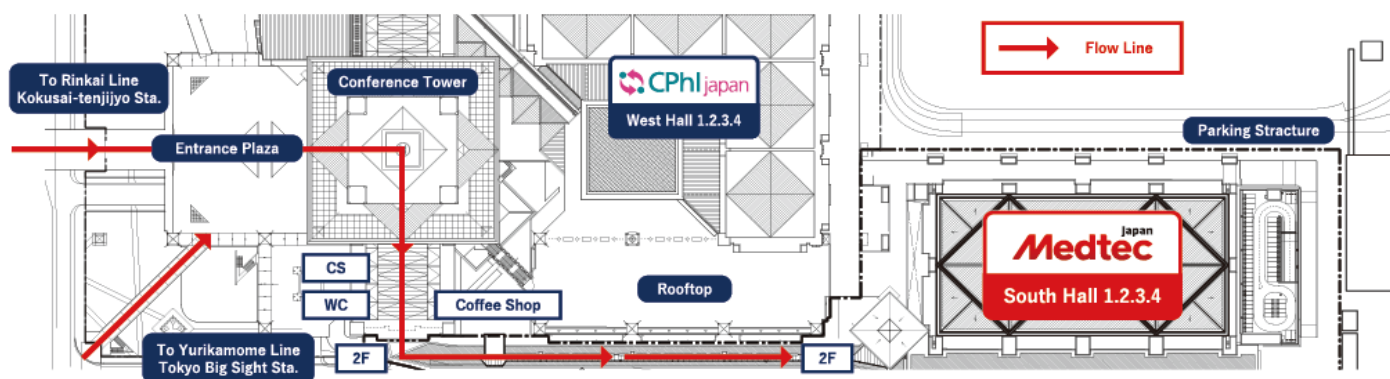 To Rinkai Line
Kokusai-tenjijyo Sta.
Conference Tower
CPhI japan
West Hall 1.2.3.4
Flow Line
Parking Stracture
Entrance Plaza
CS
WC
Coffee Shop
Rooftop
japan
Medtec
South Hall 1.2.3.4
To Yurikamome Line
Tokyo Big Sight Sta.
2F
2F